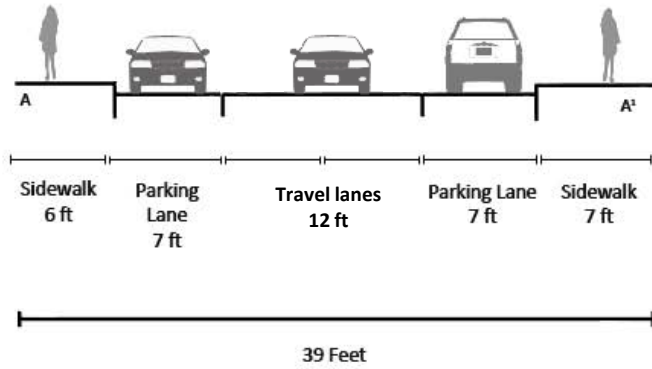 A
A¹
Sidewalk
6 ft
Parking
Lane
7 ft
Travel lanes
12 ft
Parking Lane
7 ft
Sidewalk
7 ft
39 Feet